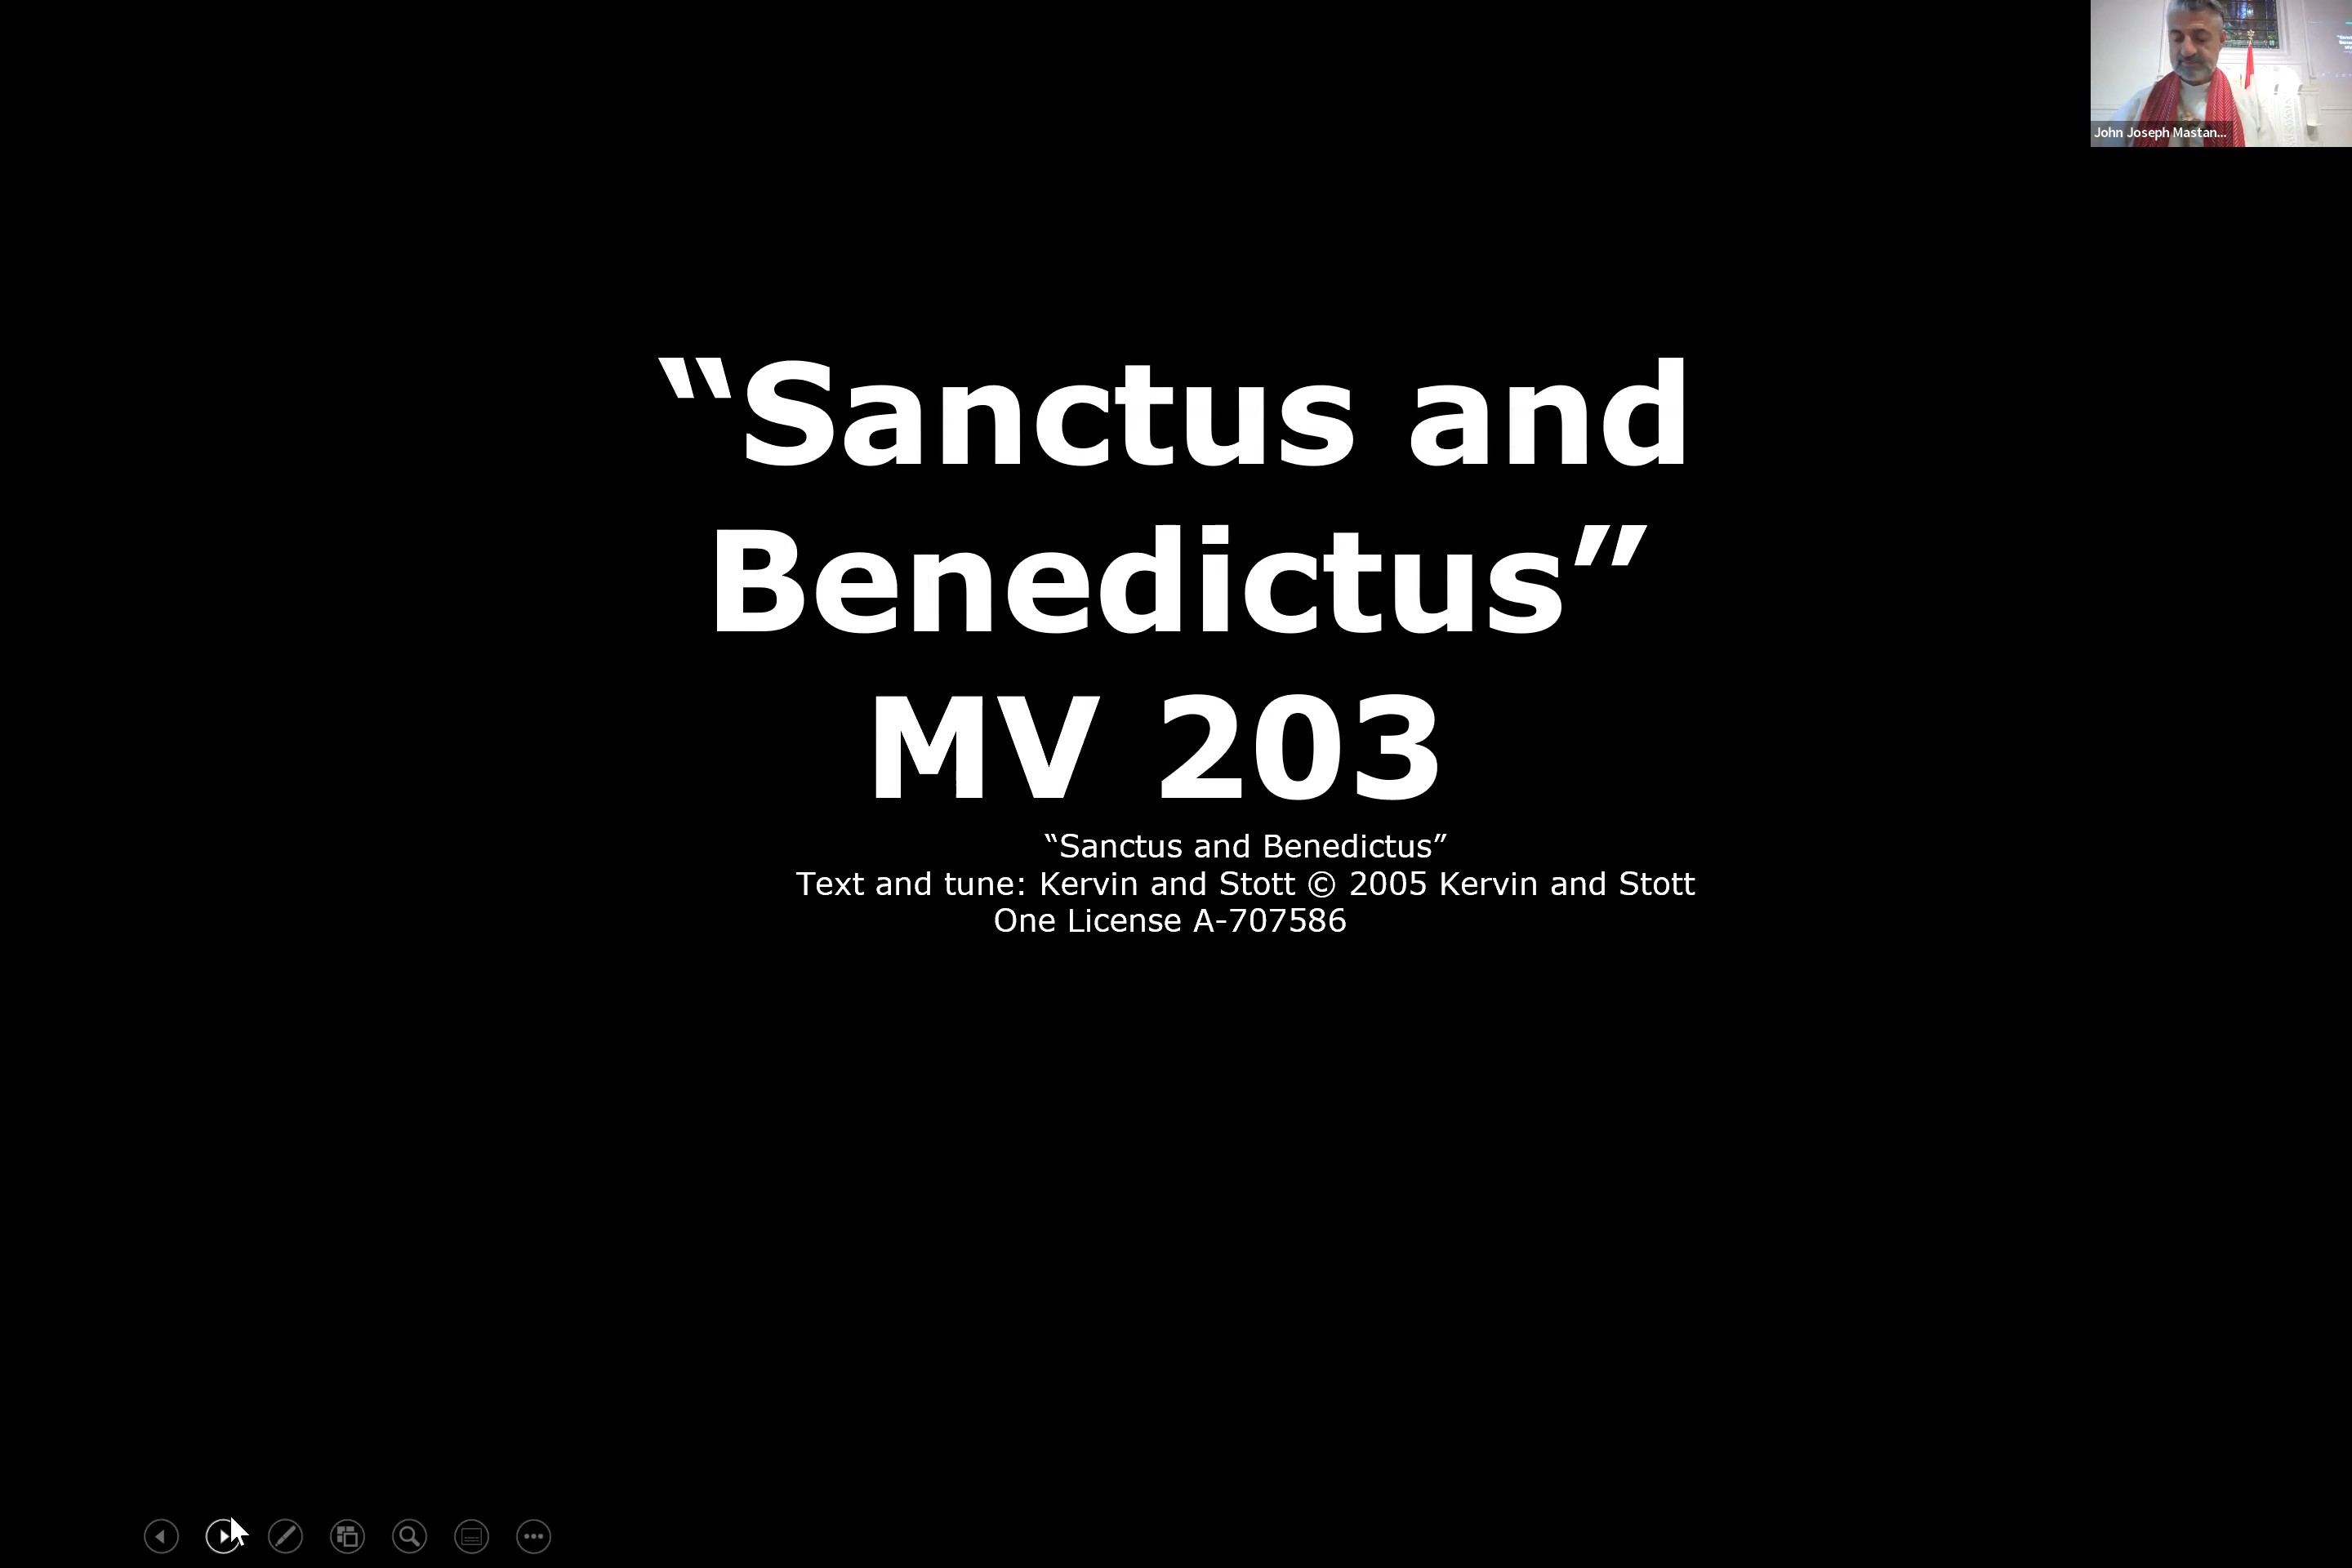 John Joseph Mastan...
“Sanctus and
Benedictus”
MV 203
“Sanctus and Benedictus”
Text and tune: Kervin and Stott © 2005 Kervin and Stott
One License A-707586